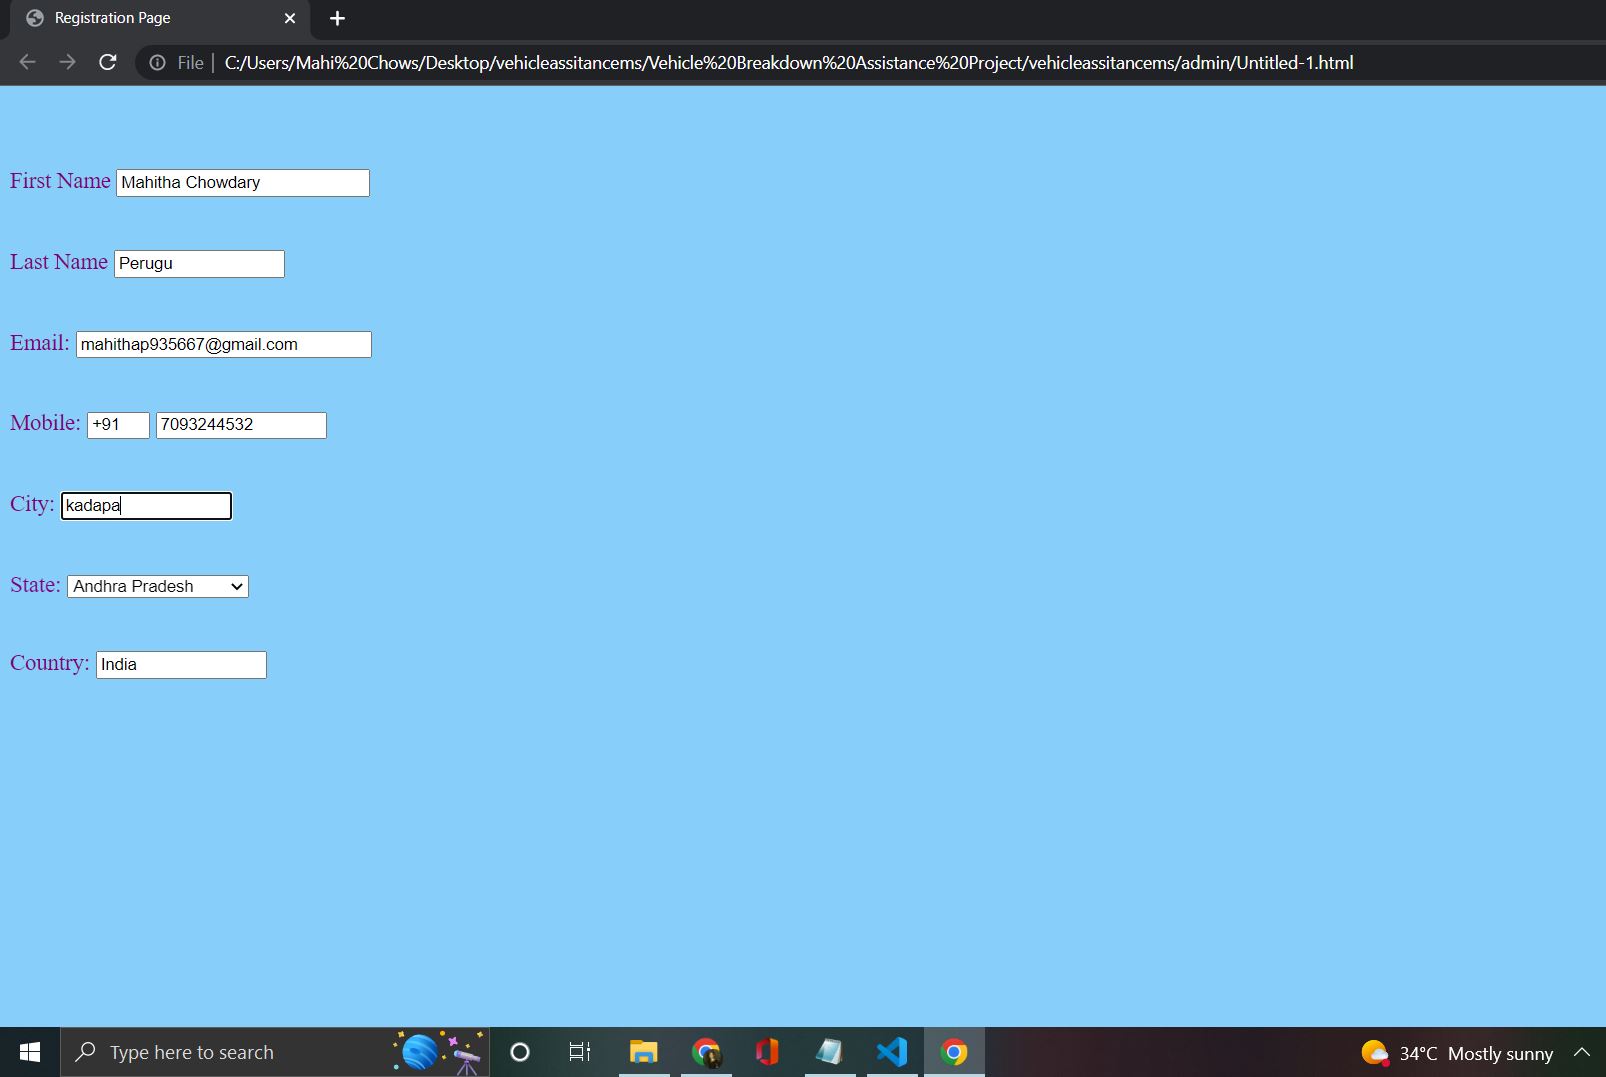 Registration Page
File | C:/Users/Mahi%20Chows/Desktop/vehicleassitancems/Vehicle%20Breakdown%20Assistance%20Project/vehicleassitancems/admin/Untitled-1.html
First Name Mahitha Chowdary
Last Name Perugu
Email: mahithap935667@gmail.com
Mobile: +91 7093244532
City: kadapa
State: Andhra Pradesh
Country: India
Type here to search
34°C Mostly sunny